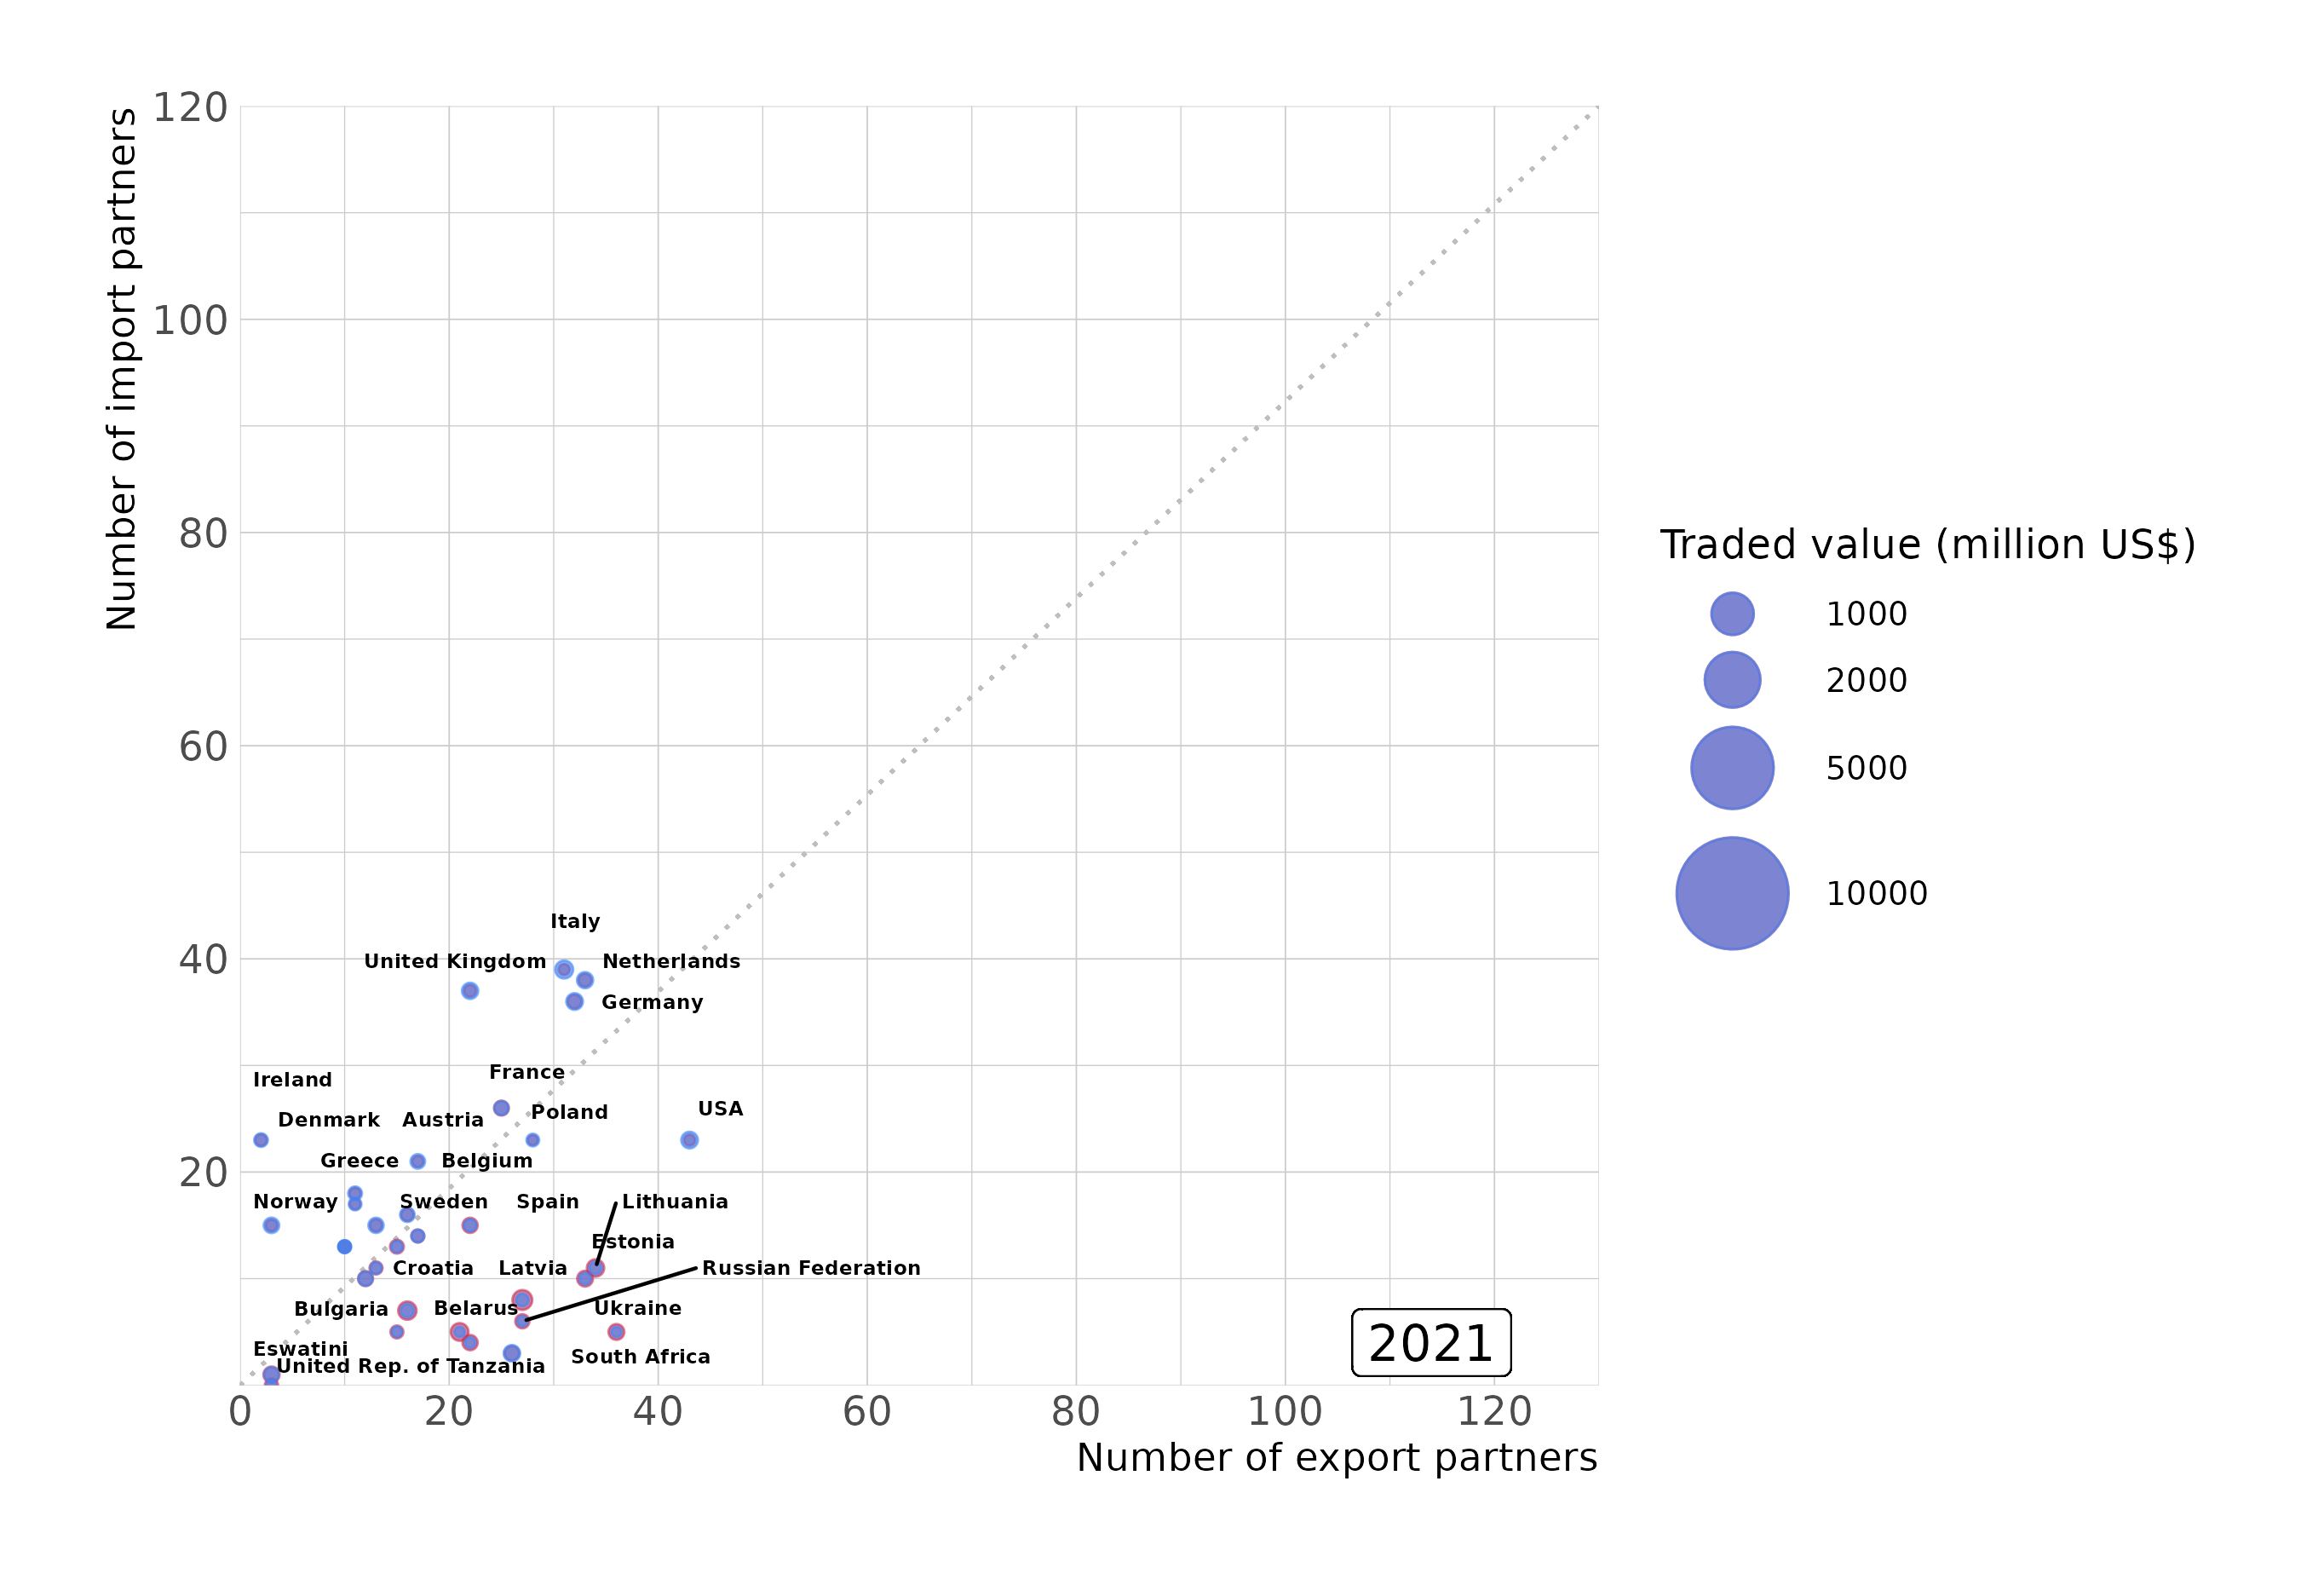 Number of import partners
120
100
80
60
40
20
Italy
United Kingdom
Netherlands
Germany
France
Ireland
Denmark
Austria
Poland
USA
Greece
Belgium
Norway
Sweden
Spain
Lithuania
Estonia
Croatia
Latvia
Russian Federation
Bulgaria
Belarus
Ukraine
Eswatini
United Rep. of Tanzania
South Africa
2021
0
20
40
60
80
100
120
Number of export partners
Traded value (million US$)
1000
2000
5000
10000